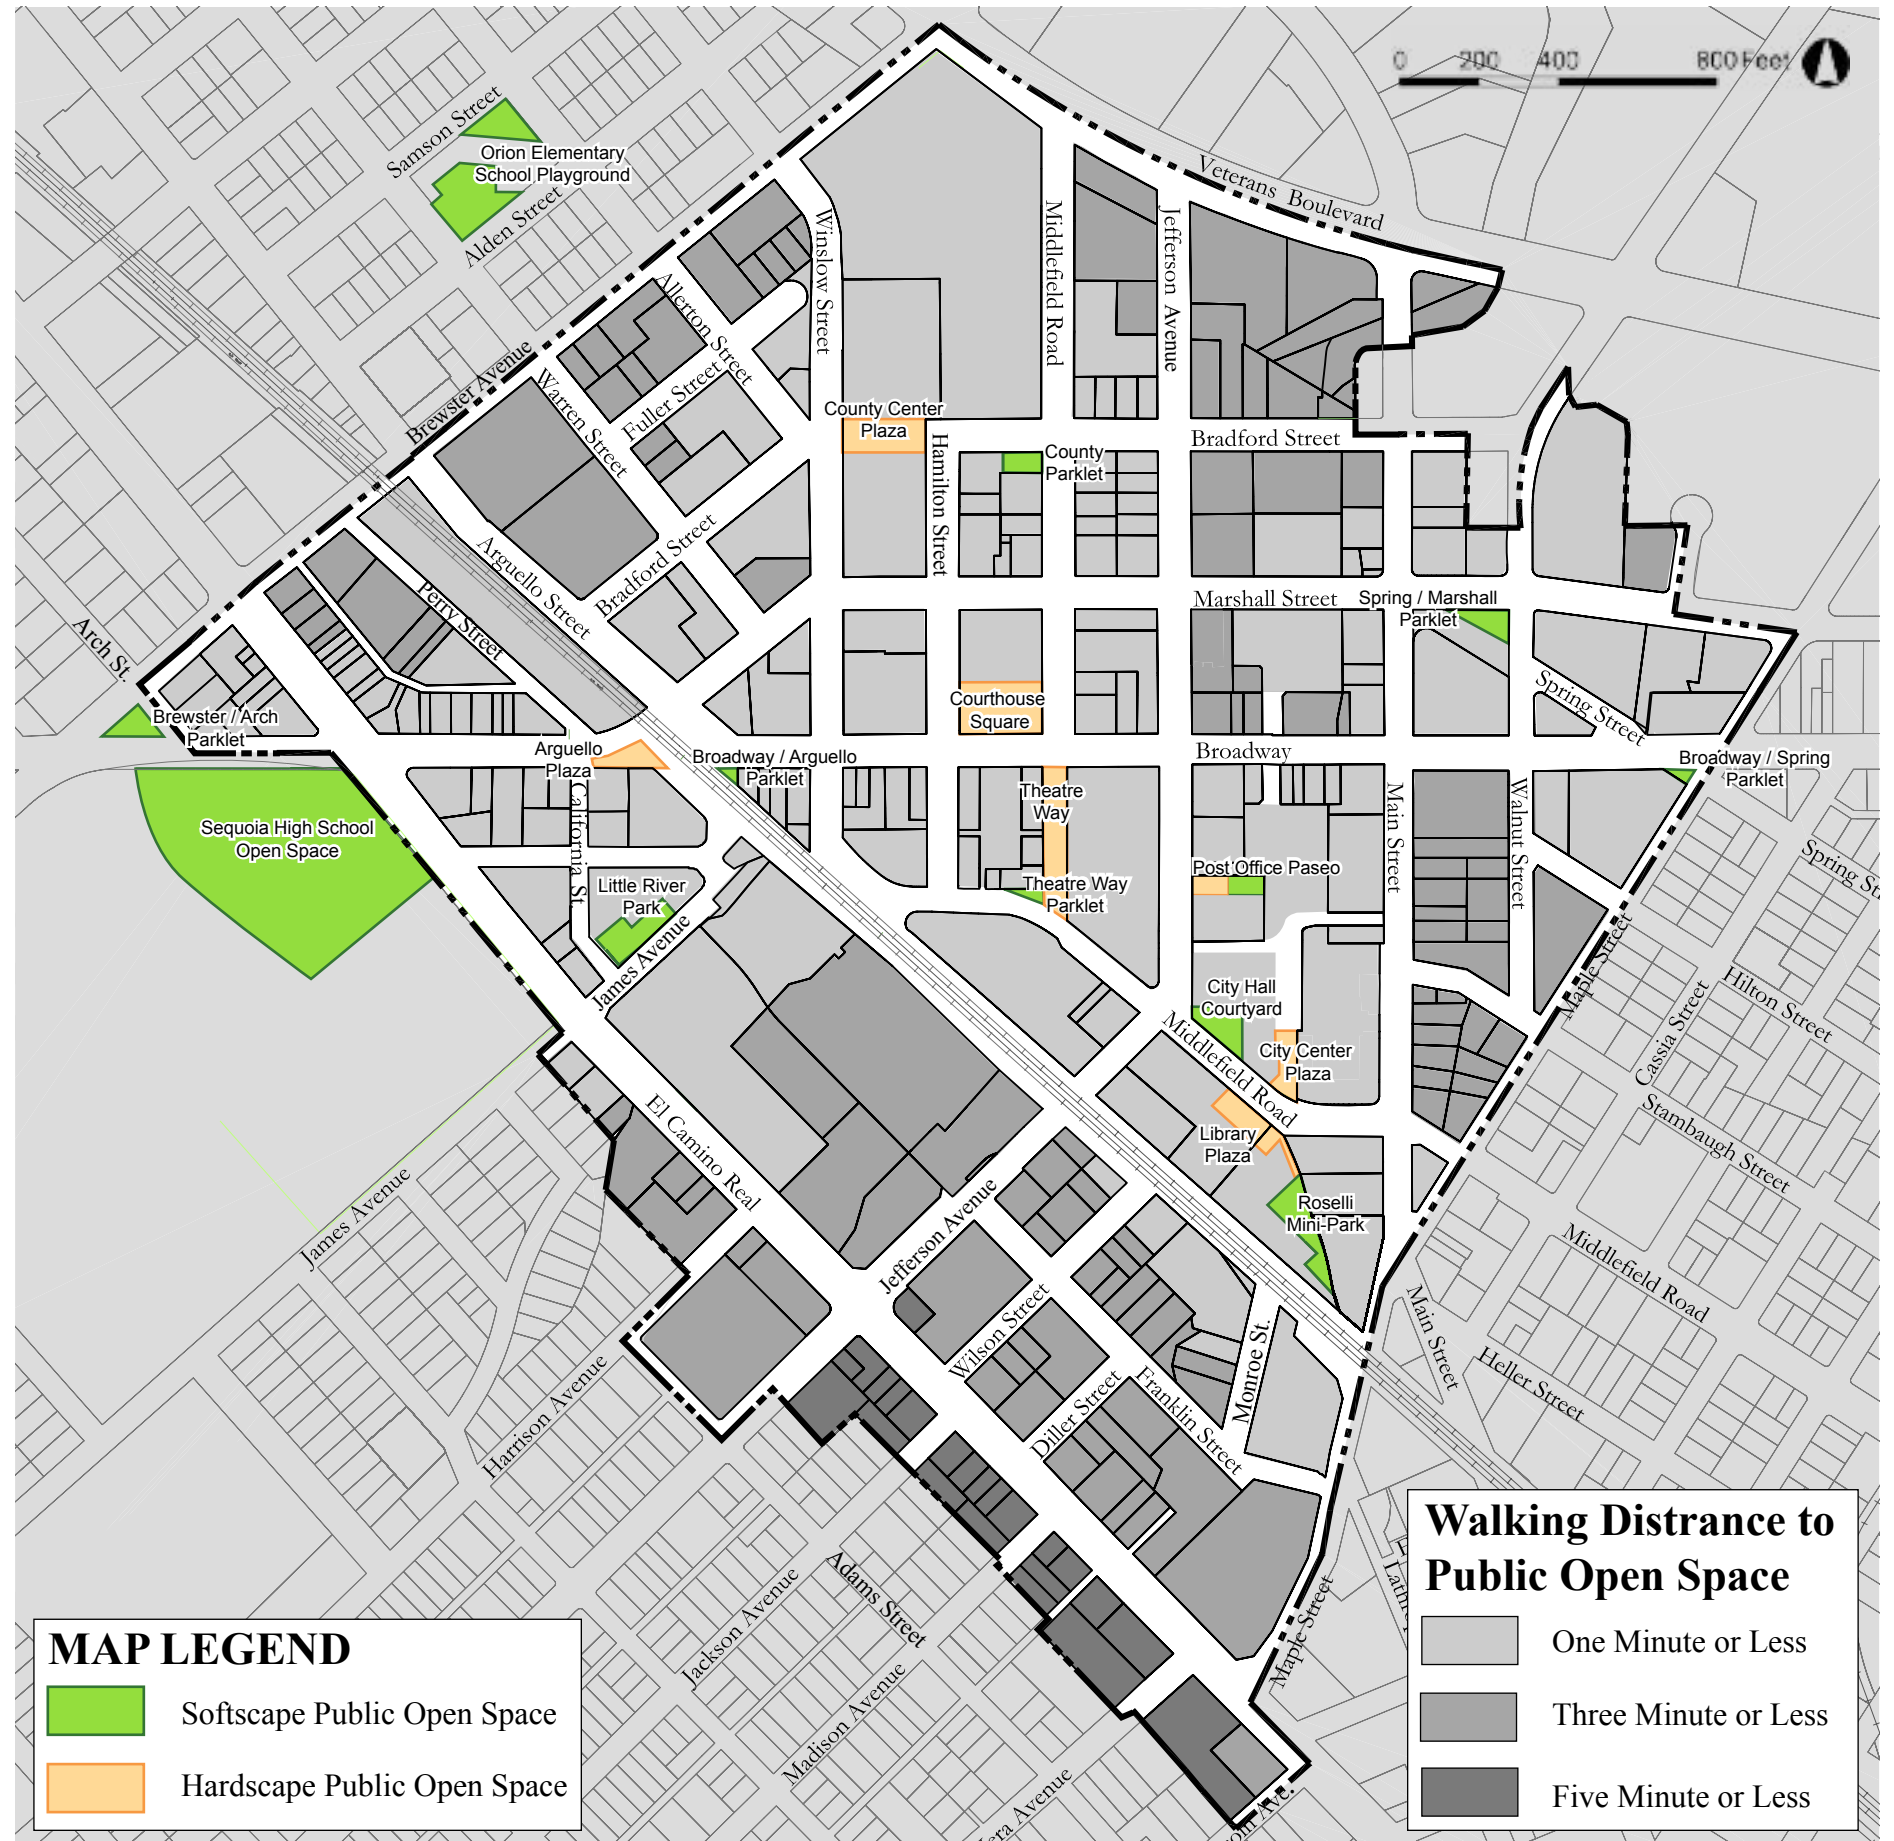 0 200 400 800 Feet
Samson Street
Orion Elementary
School Playground
Alden Street
Veterans Boulevard
Winslow Street
Middlefield Road
Jefferson Avenue
Allerton Street
Brewster Avenue
Warren Street
Fuller Street
County Center
Plaza
Hamilton Street
County
Parklet
Bradford Street
Arguello Street
Bradford Street
Perry Street
Marshall Street
Spring / Marshall
Parklet
Arch St.
Brewster / Arch
Parklet
Courthouse
Square
Spring Street
Arguello
Plaza
Broadway / Arguello
Parklet
Broadway
Broadway / Spring
Parklet
Theatre
Way
California St.
Main Street
Walnut Street
Sequoia High School
Open Space
Spring St
Post Office Paseo
Little River
Park
Theatre Way
Parklet
James Avenue
Maple Street
City Hall
Courtyard
Hilton Street
Cassia Street
Middlefield Road
City Center
Plaza
El Camino Real
Library
Plaza
Stambaugh Street
James Avenue
Jefferson Avenue
Roselli
Mini-Park
Middlefield Road
Main Street
Wilson Street
Monroe St.
Heller Street
Harrison Avenue
Diller Street
Franklin Street
Adams Street
Jackson Avenue
Madison Avenue
Maple Street
era Avenue
Ave.
MAP LEGEND
Softscape Public Open Space
Hardscape Public Open Space
Walking Distrance to
Public Open Space
One Minute or Less
Three Minute or Less
Five Minute or Less